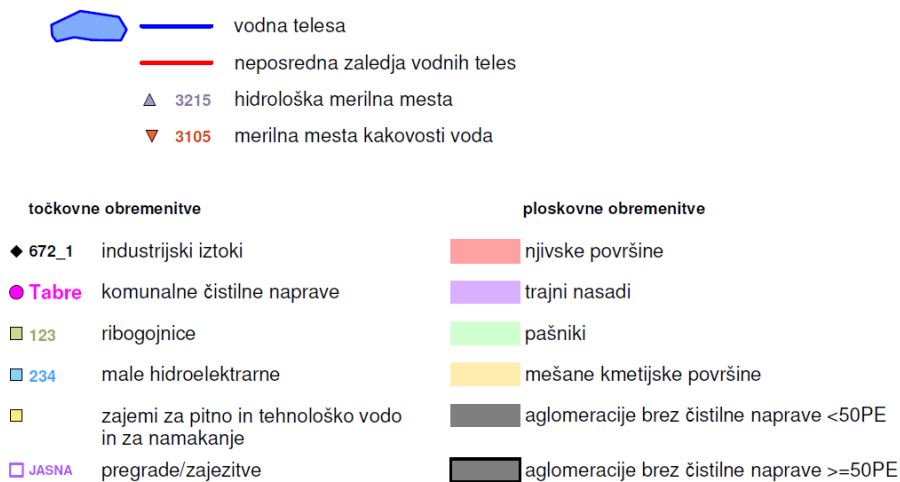 vodna telesa
neposredna zaledja vodnih teles
3215 hidrološka merilna mesta
3105 merilna mesta kakovosti voda
točkovne obremenitve
672_1 industrijski iztoki
Tabre komunalne čistilne naprave
123 ribogojnice
234 male hidroelektrarne
zajemi za pitno in tehnološko vodo
in za namakanje
JASNA pregrade/zajezitve
ploskovne obremenitve
njivske površine
trajni nasadi
pašniki
mešane kmetijske površine
aglomeracije brez čistilne naprave <50PE
aglomeracije brez čistilne naprave >=50PE